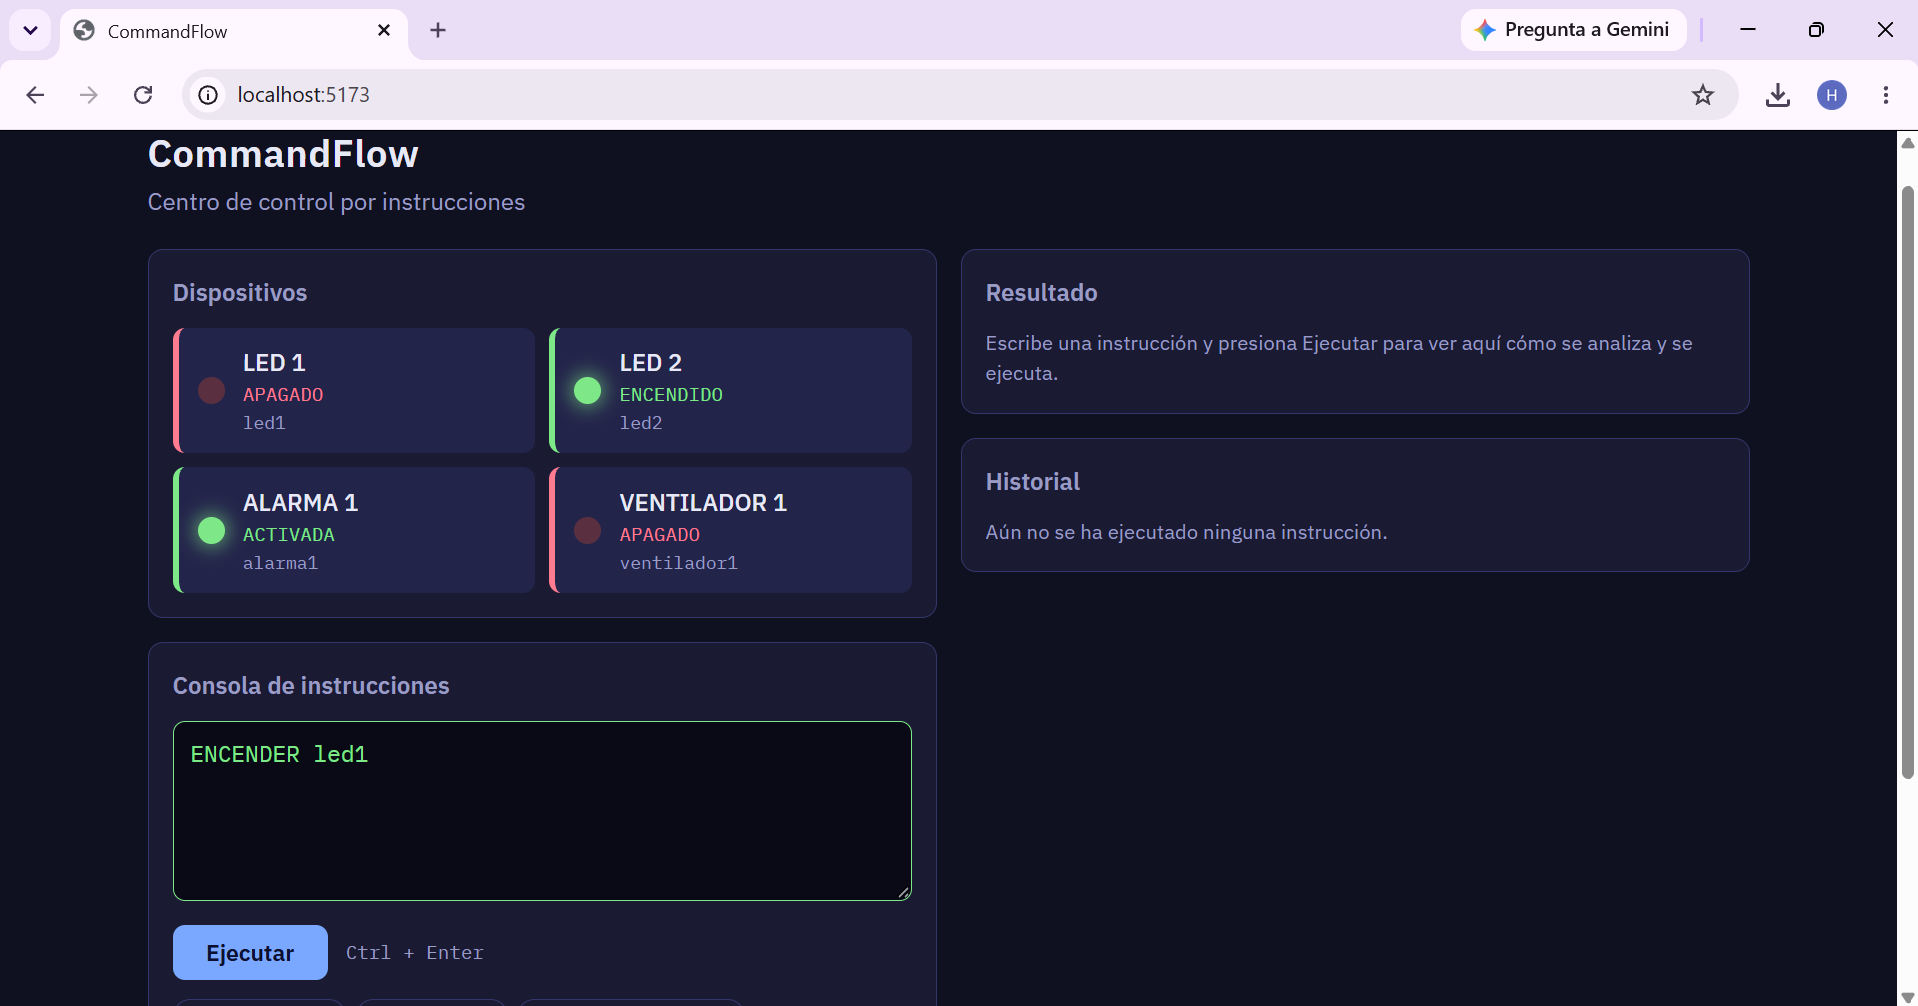 CommandFlow
Pregunta a Gemini
localhost:5173
H
CommandFlow
Centro de control por instrucciones
Dispositivos
LED 1
APAGADO
led1
LED 2
ENCENDIDO
led2
ALARMA 1
ACTIVADA
alarma1
VENTILADOR 1
APAGADO
ventilador1
Consola de instrucciones
ENCENDER led1
Ejecutar
Ctrl + Enter
Resultado
Escribe una instrucción y presiona Ejecutar para ver aquí cómo se analiza y se
ejecuta.
Historial
Aún no se ha ejecutado ninguna instrucción.